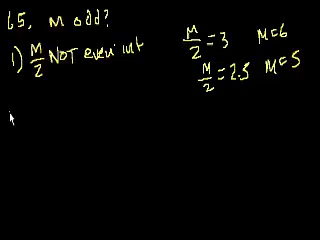 65, M odd?
1) M/2 NOT even int
M/2 = 3 M=6
M/2 = 2.5 M=5